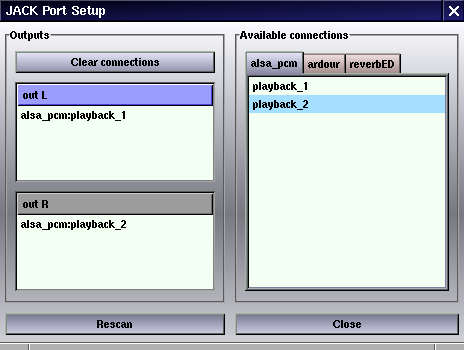 JACK Port Setup
Outputs
Clear connections
out L
alsa_pcm:playback_1
out R
alsa_pcm:playback_2
Available connections
alsa_pcm ardour reverbED
playback_1
playback_2
Rescan
Close